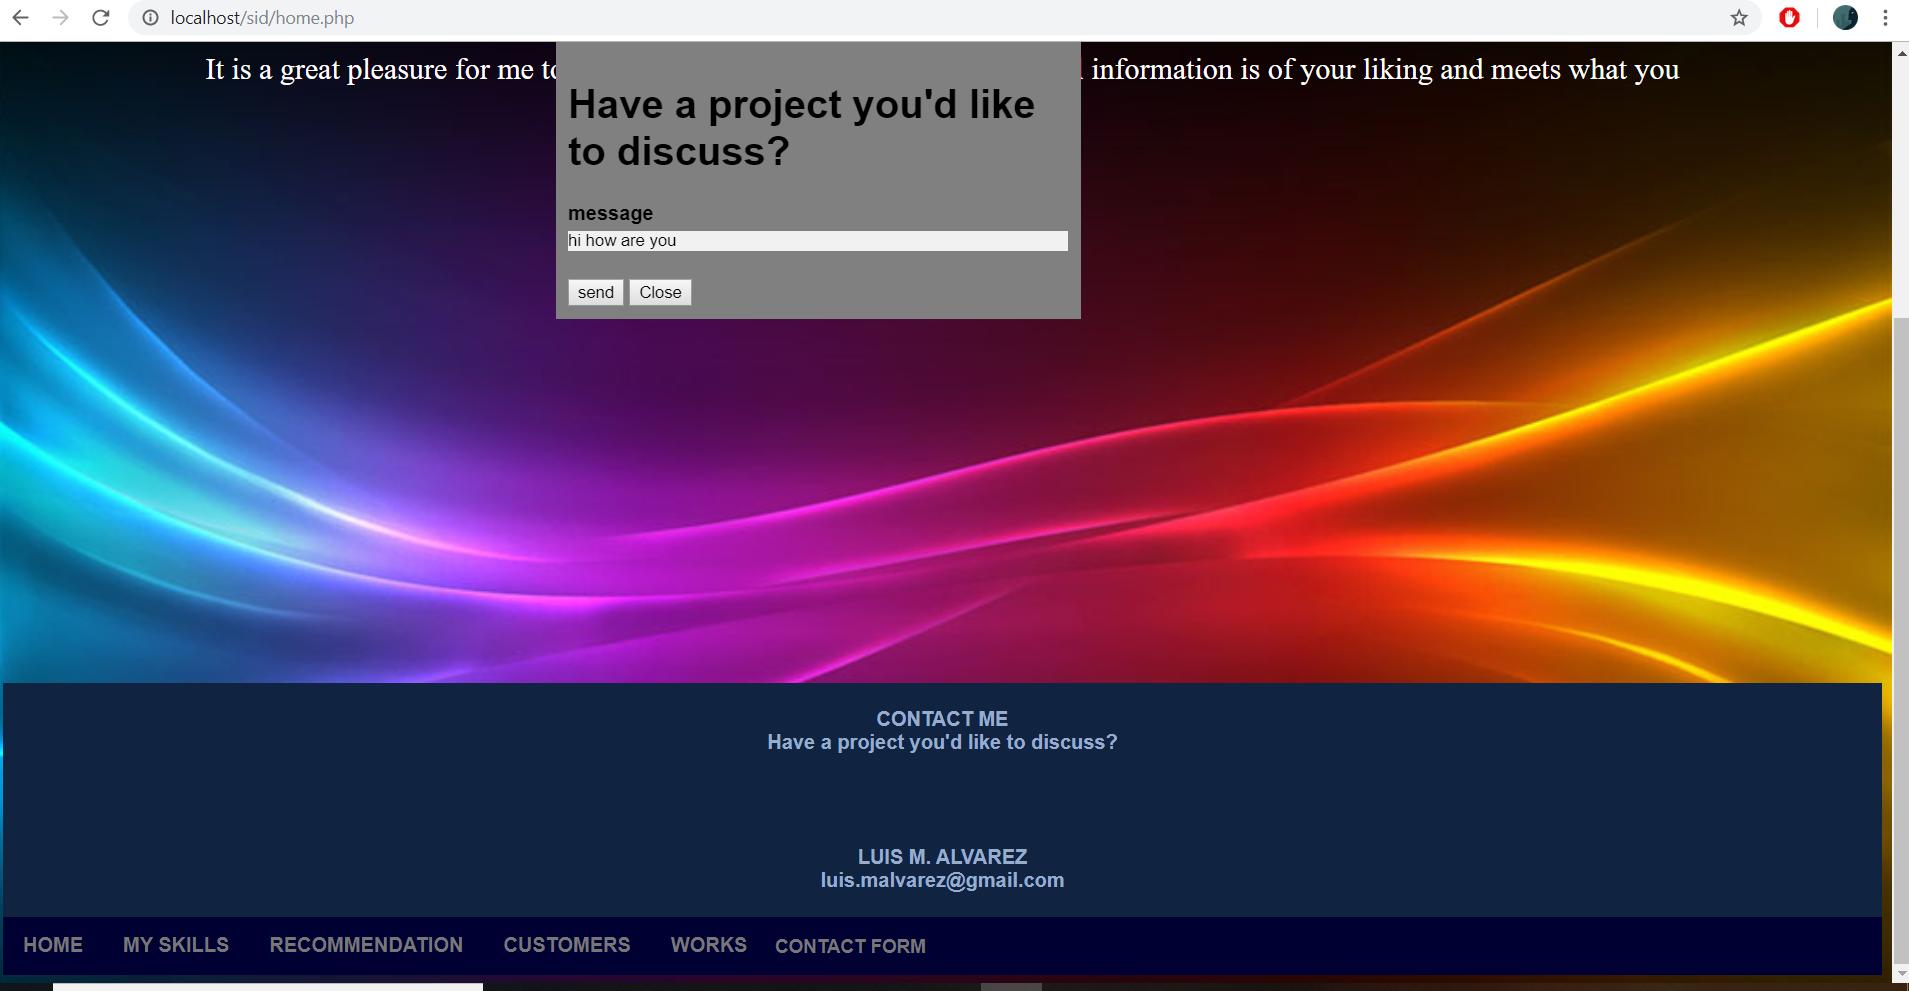 localhost/sid/home.php
It is a great pleasure for me information is of your liking and meets what you
Have a project you'd like
to discuss?
message
hi how are you
send Close
CONTACT ME
Have a project you'd like to discuss?
LUIS M. ALVAREZ
luis.malvarez@gmail.com
HOME MY SKILLS RECOMMENDATION CUSTOMERS WORKS CONTACT FORM